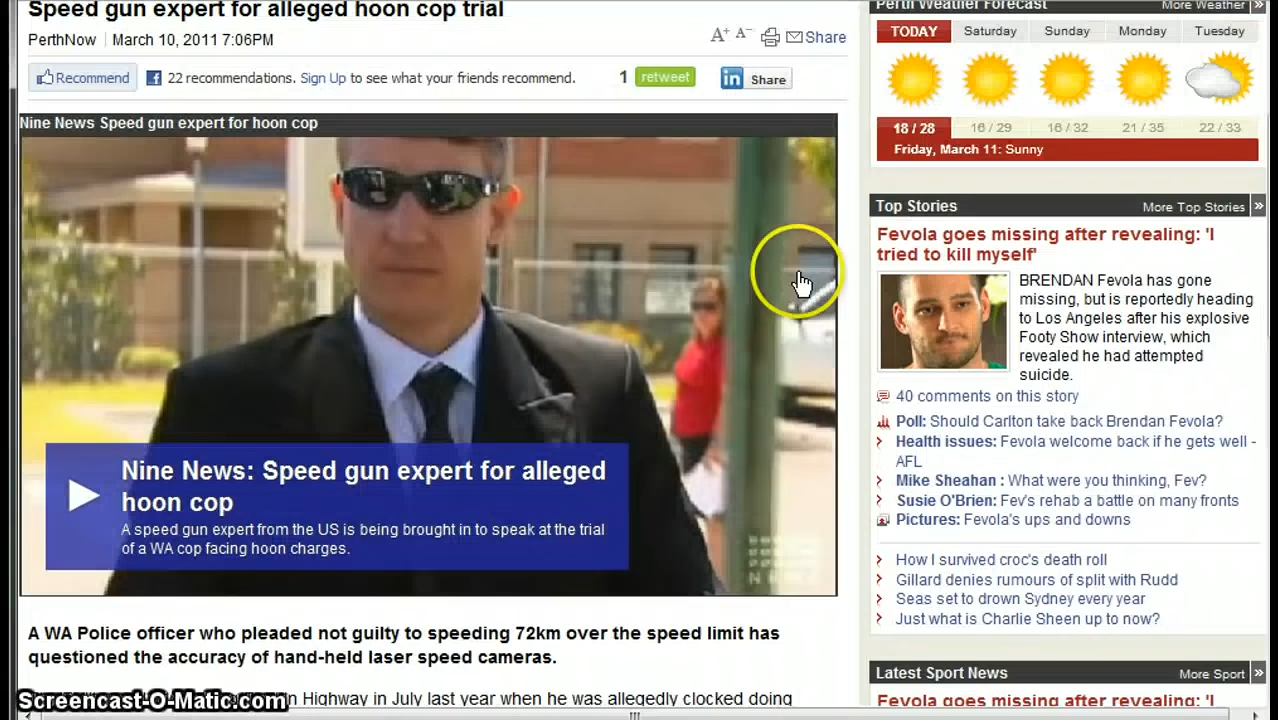 Speed gun expert for alleged hoon cop trial
PerthNow March 10, 2011 7:06PM
A+ A- Share
Recommend 22 recommendations. Sign Up to see what your friends recommend. 1 retweet in Share
Nine News Speed gun expert for hoon cop
Nine News: Speed gun expert for alleged
hoon cop
A speed gun expert from the US is being brought in to speak at the trial
of a WA cop facing hoon charges.
A WA Police officer who pleaded not guilty to speeding 72km over the speed limit has
questioned the accuracy of hand-held laser speed cameras.
Highway in July last year when he was allegedly clocked doing
Screencast-O-Matic.com
Perth Weather Forecast More Weather »
TODAY Saturday Sunday Monday Tuesday
18 / 28 16 / 29 16 / 32 21 / 35 22 / 33
Friday, March 11: Sunny
Top Stories More Top Stories »
Fevola goes missing after revealing: 'I
tried to kill myself'
BRENDAN Fevola has gone
missing, but is reportedly heading
to Los Angeles after his explosive
Footy Show interview, which
revealed he had attempted
suicide.
40 comments on this story
Poll: Should Carlton take back Brendan Fevola?
Health issues: Fevola welcome back if he gets well -
AFL
Mike Sheahan : What were you thinking, Fev?
Susie O'Brien: Fev's rehab a battle on many fronts
Pictures: Fevola's ups and downs
How I survived croc's death roll
Gillard denies rumours of split with Rudd
Seas set to drown Sydney every year
Just what is Charlie Sheen up to now?
Latest Sport News More Sport »
Fevola goes missing after revealing: 'I